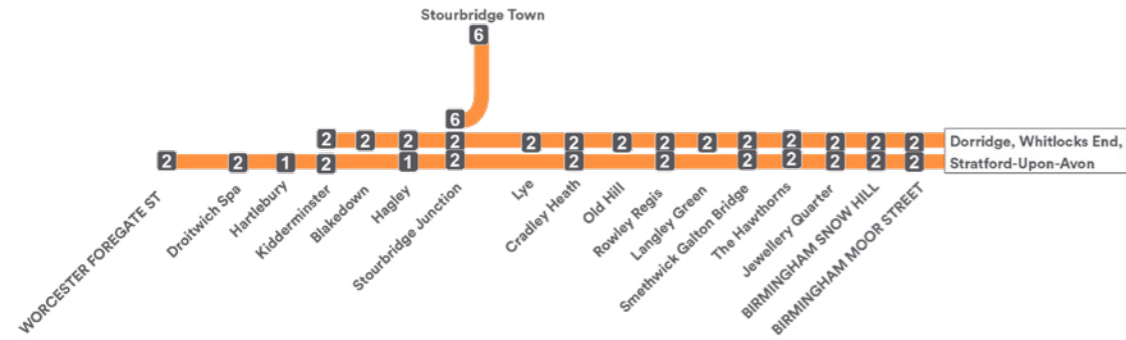 Stourbridge Town
6
6
2 2 2 2 2 2 2 2 2 2 2 2 2 2
Dorridge, Whitlocks End,
2 2 1 2 1 2 2 2 2 2 2 2 2
Stratford-Upon-Avon
WORCESTER FOREGATE ST
Droitwich Spa
Hartlebury
Kidderminster
Blakedown
Hagley
Stourbridge Junction
Lye
Cradley Heath
Old Hill
Rowley Regis
Langley Green
Smethwick Galton Bridge
The Hawthorns
Jewellery Quarter
BIRMINGHAM SNOW HILL
BIRMINGHAM MOOR STREET